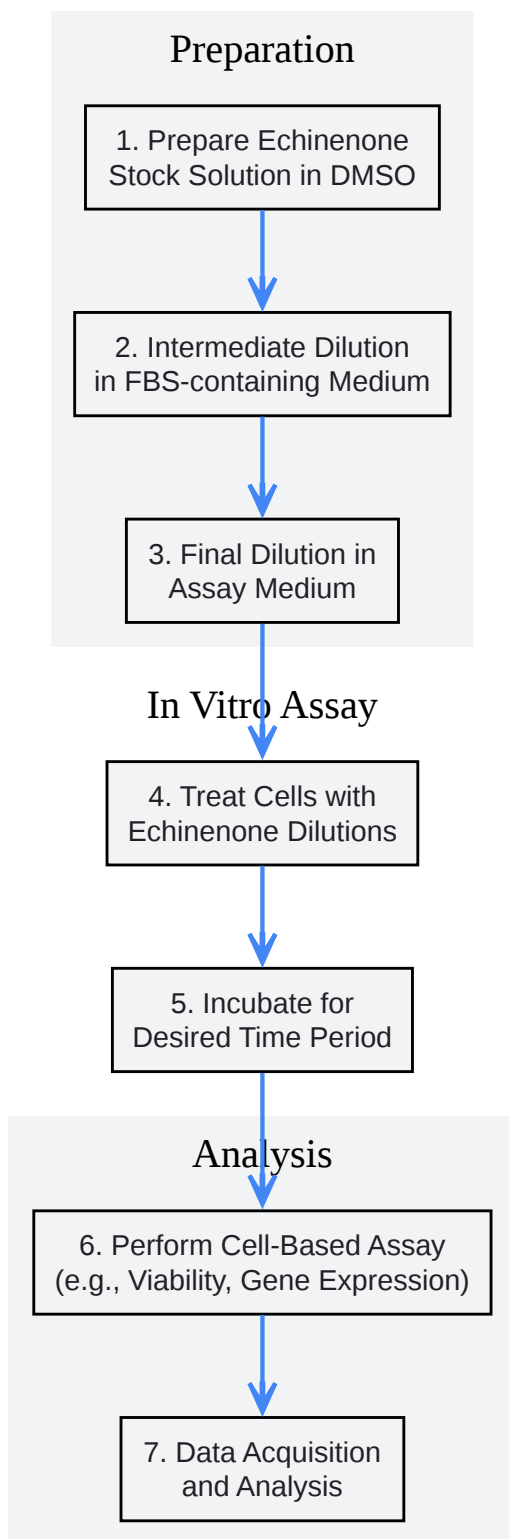 Preparation
1. Prepare Echinenone
Stock Solution in DMSO
2. Intermediate Dilution
in FBS-containing Medium
3. Final Dilution in
Assay Medium
In Vitro Assay
4. Treat Cells with
Echinenone Dilutions
5. Incubate for
Desired Time Period
Analysis
6. Perform Cell-Based Assay
(e.g., Viability, Gene Expression)
7. Data Acquisition
and Analysis